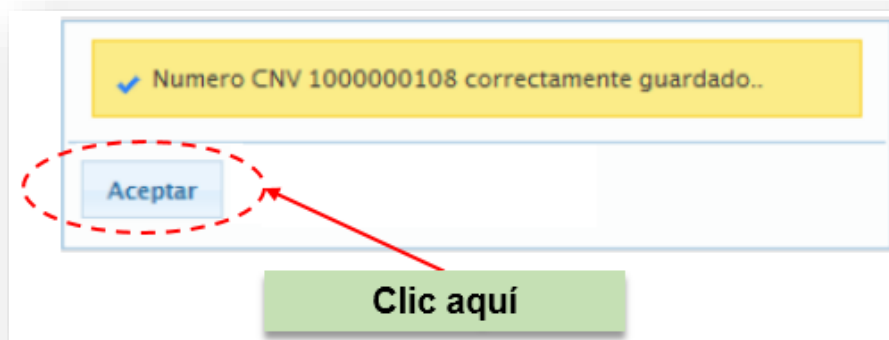 Numero CNV 1000000108 correctamente guardado..
Aceptar
Clic aquí